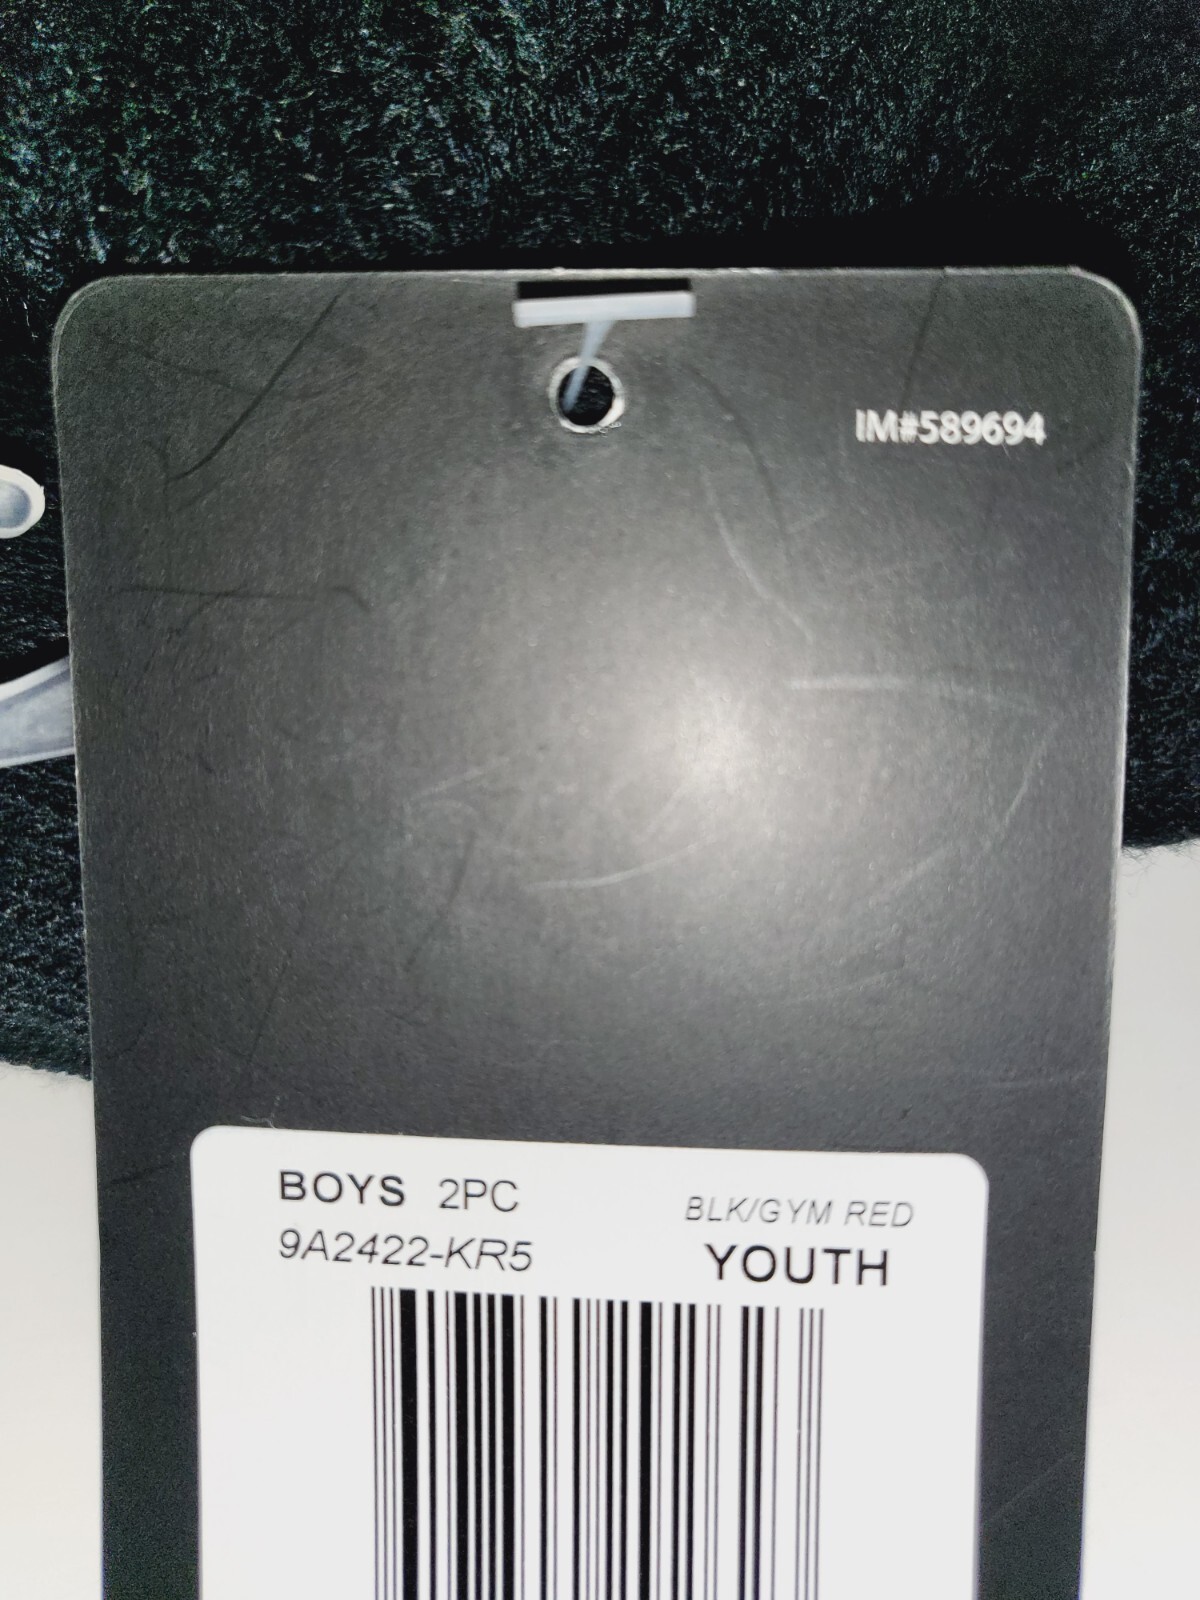 IM#589694
BOYS 2PC
BLK/GYM RED
9A2422-KR5
YOUTH